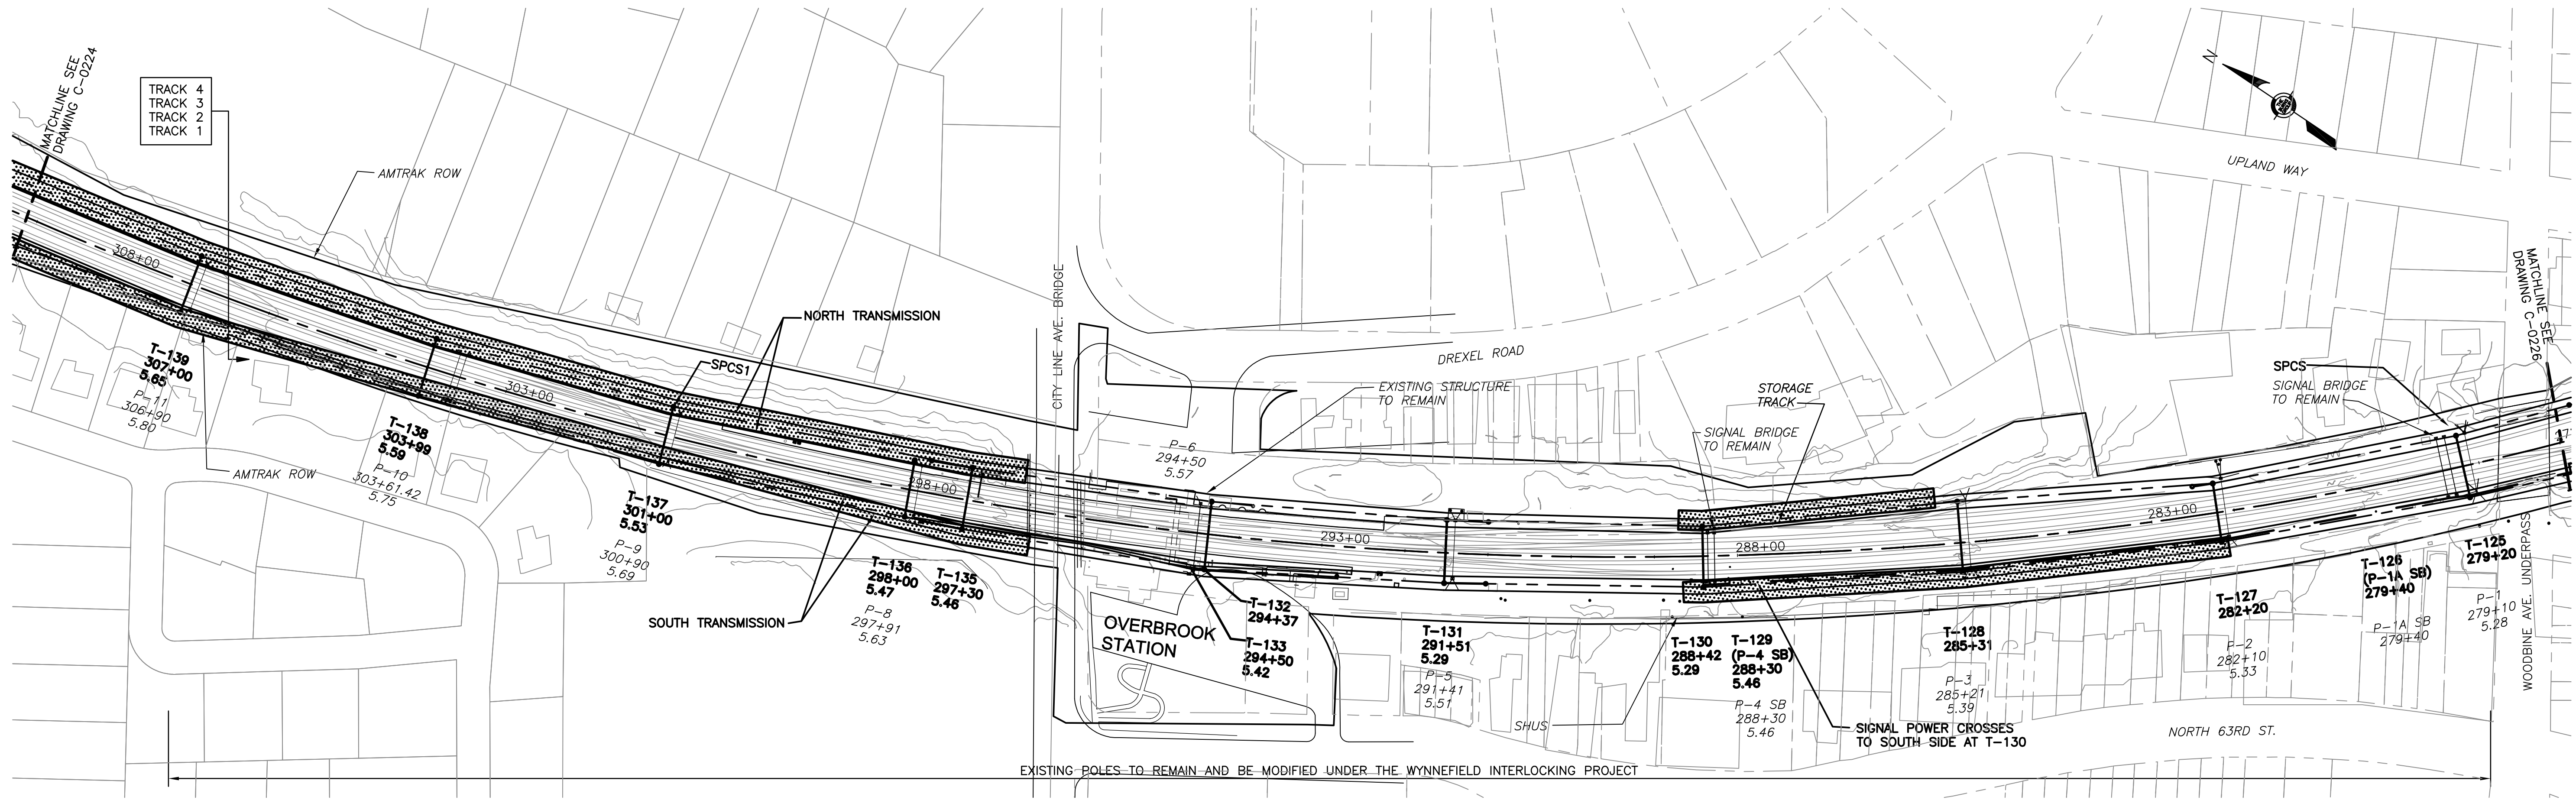 MATCHLINE SEE
DRAWING C-0224
TRACK 4
TRACK 3
TRACK 2
TRACK 1
AMTRAK ROW
308+00
T-139
307+00
5.65
P-11
306+90
5.80
AMTRAK ROW
T-138
303+99
5.59
P-10
303+61.42
5.75
303+00
NORTH TRANSMISSION
SPCS1
T-137
301+00
5.53
P-9
300+90
5.69
SOUTH TRANSMISSION
298+00
T-136
298+00
5.47
P-8
297+91
5.63
T-135
297+30
5.46
CITY LINE AVE. BRIDGE
OVERBROOK
STATION
P-6
294+50
5.57
EXISTING STRUCTURE
TO REMAIN
DREXEL ROAD
T-132
294+37
T-133
294+50
5.42
293+00
T-131
291+51
5.29
P-5
291+41
5.51
SHUS
SIGNAL BRIDGE
TO REMAIN
STORAGE
TRACK
288+00
T-130
288+42
5.29
T-129
(P-4 SB)
288+30
5.46
P-4 SB
288+30
5.46
SIGNAL POWER CROSSES
TO SOUTH SIDE AT T-130
T-128
285+31
P-3
285+21
5.39
283+00
T-127
282+20
P-2
282+10
5.33
NORTH 63RD ST.
N
UPLAND WAY
SPCS
SIGNAL BRIDGE
TO REMAIN
T-126
(P-1A SB)
279+40
P-1A SB
279+40
T-125
279+20
P-1
279+10
5.28
WOODBINE AVE. UNDERPASS
MATCHLINE SEE
DRAWING C-0226
EXISTING POLES TO REMAIN AND BE MODIFIED UNDER THE WYNNEFIELD INTERLOCKING PROJECT